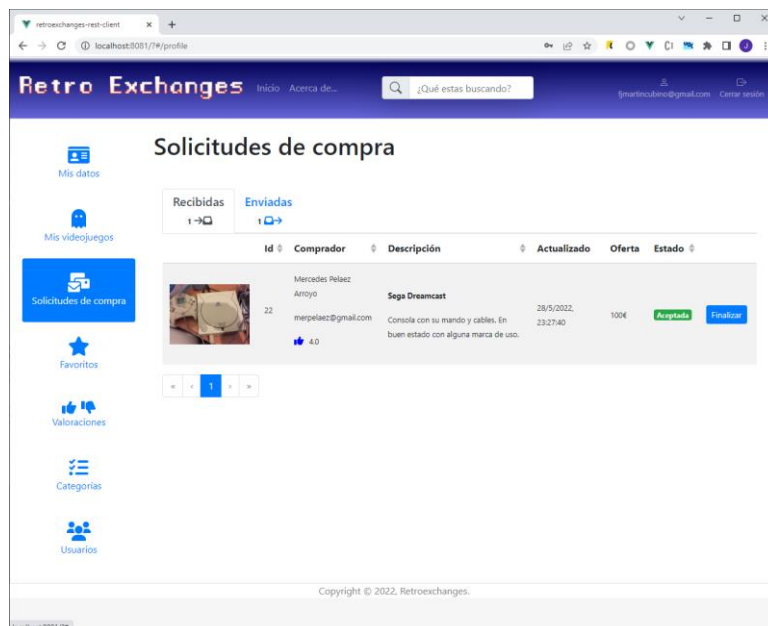 retroexchanges-rest-client
localhost:8081/?#/profile
Retro Exchanges Inicio Acerca de... ¿Qué estas buscando? fjmartincubino@gmail.com Cerrar sesión
Mis datos
Mis videojuegos
Solicitudes de compra
Favoritos
Valoraciones
Categorías
Usuarios
Solicitudes de compra
Recibidas Enviadas
1 1
Id Comprador Descripción Actualizado Oferta Estado
Mercedes Pelaez
Arroyo
merpelaez@gmail.com
4.0
22
Sega Dreamcast
Consola con su mando y cables. En
buen estado con alguna marca de uso.
28/5/2022,
23:27:40
100€
Aceptada
Finalizar
« ‹ 1 › »
Copyright © 2022, Retroexchanges.